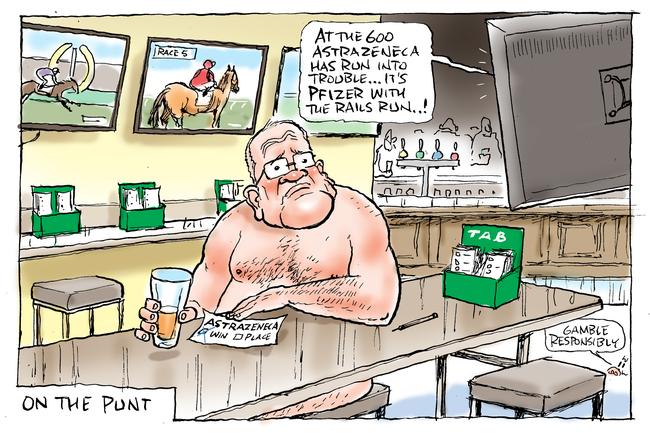 RACE 5
AT THE 600
ASTRAZENECA
HAS RUN INTO
TROUBLE... IT'S
PFIZER WITH
THE RAILS RUN..!
TAB
ASTRAZENECA
WIN PLACE
GAMBLE
RESPONSIBLY
ON THE PUNT